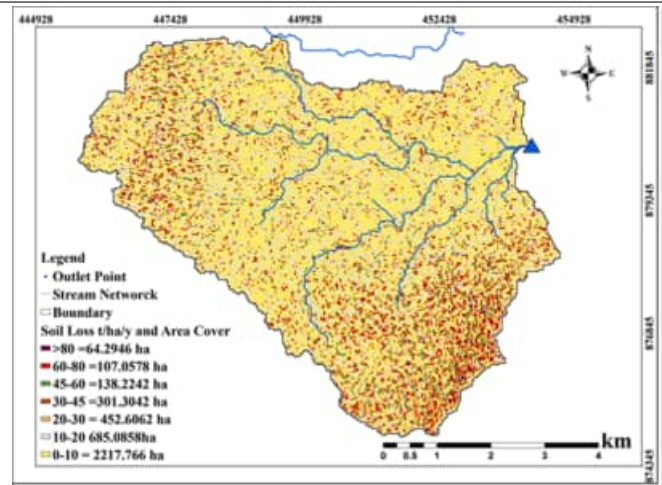 444928 447428 449928 452428 454928
881845
N
W E
S
879345
Legend
Outlet Point
Stream Networck
Boundary
Soil Loss t/ha/y and Area Cover
876845
>80 =64.2946 ha
60-80 =107.0578 ha
45-60 =138.2242 ha
30-45 =301.3042 ha
20-30 = 452.6062 ha
10-20 685.0858ha
0-10 = 2217.766 ha
km
0 0.5 1 2 3 4
874345